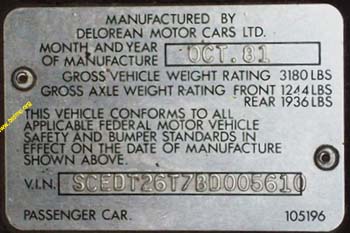 MANUFACTURED BY
DELOREAN MOTOR CARS LTD.
MONTH AND YEAR
OF MANUFACTURE OCT. 81
GROSS VEHICLE WEIGHT RATING 3180 LBS
GROSS AXLE WEIGHT RATING FRONT 1244 LBS
REAR 1936 LBS
THIS VEHICLE CONFORMS TO ALL
APPLICABLE FEDERAL MOTOR VEHICLE
SAFETY AND BUMPER STANDARDS IN
EFFECT ON THE DATE OF MANUFACTURE
SHOWN ABOVE.
V.I.N. SCEDT26T7BD005610
PASSENGER CAR. 105196